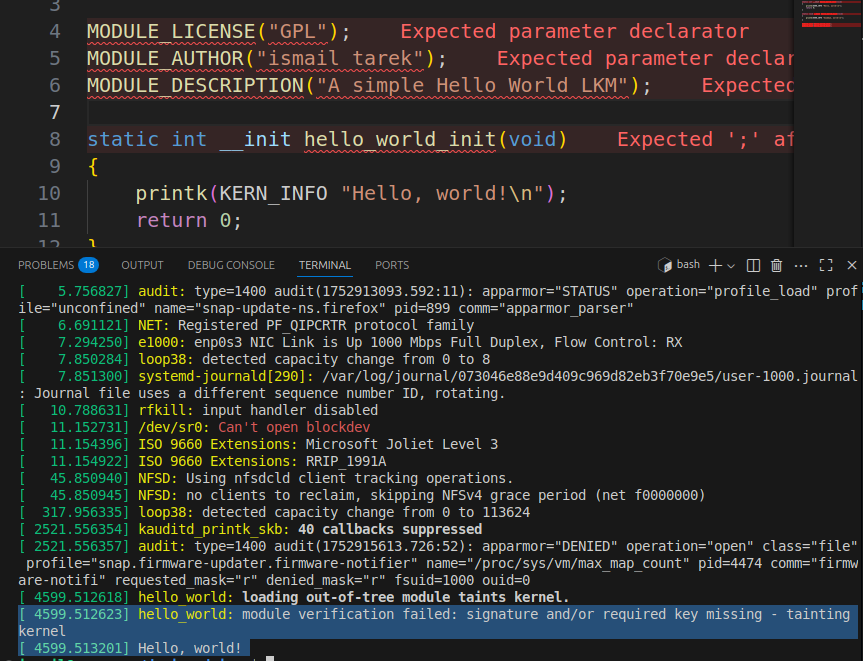 3
4 MODULE_LICENSE("GPL"); Expected parameter declarator
5 MODULE_AUTHOR("ismail tarek"); Expected parameter declar
6 MODULE_DESCRIPTION("A simple Hello World LKM"); Expected
7
8 static int __init hello_world_init(void) Expected ';' af
9 {
10 printk(KERN_INFO "Hello, world!\n");
11 return 0;
12 }
PROBLEMS 18 OUTPUT DEBUG CONSOLE TERMINAL PORTS bash
[ 5.756827] audit: type=1400 audit(1752913093.592:11): apparmor="STATUS" operation="profile_load" prof
ile="unconfined" name="snap-update-ns.firefox" pid=899 comm="apparmor_parser"
[ 6.691121] NET: Registered PF_QIPCRTR protocol family
[ 7.294250] e1000: enp0s3 NIC Link is Up 1000 Mbps Full Duplex, Flow Control: RX
[ 7.850284] loop38: detected capacity change from 0 to 8
[ 7.851300] systemd-journald[290]: /var/log/journal/073046e88e9d409c969d82eb3f70e9e5/user-1000.journal
: Journal file uses a different sequence number ID, rotating.
[ 10.788631] rfkill: input handler disabled
[ 11.152731] /dev/sr0: Can't open blockdev
[ 11.154396] ISO 9660 Extensions: Microsoft Joliet Level 3
[ 11.154922] ISO 9660 Extensions: RRIP_1991A
[ 45.850940] NFSD: Using nfsdcld client tracking operations.
[ 45.850945] NFSD: no clients to reclaim, skipping NFSv4 grace period (net f0000000)
[ 317.956335] loop38: detected capacity change from 0 to 113624
[ 2521.556354] kauditd_printk_skb: 40 callbacks suppressed
[ 2521.556357] audit: type=1400 audit(1752915613.726:52): apparmor="DENIED" operation="open" class="file"
profile="snap.firmware-updater.firmware-notifier" name="/proc/sys/vm/max_map_count" pid=4474 comm="firmw
are-notifi" requested_mask="r" denied_mask="r" fsuid=1000 ouid=0
[ 4599.512618] hello_world: loading out-of-tree module taints kernel.
[ 4599.512623] hello_world: module verification failed: signature and/or required key missing - tainting
kernel
[ 4599.513201] Hello, world!